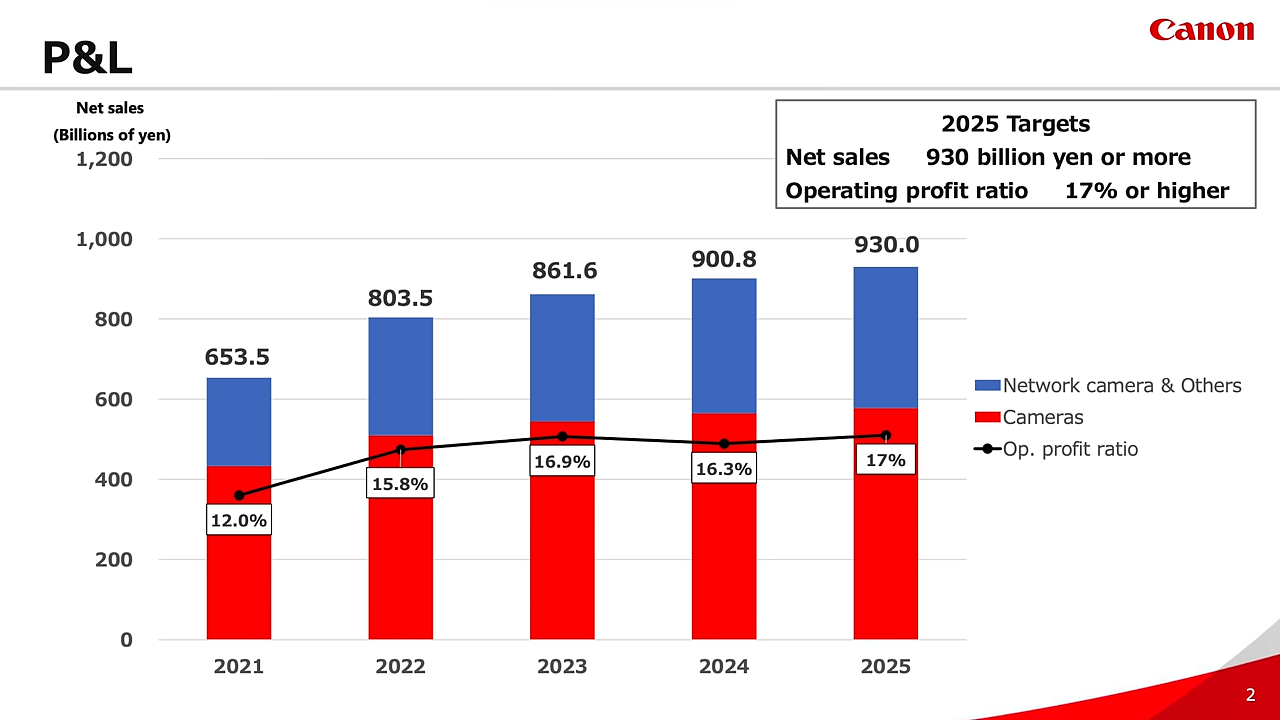 P&L
Canon
Net sales
(Billions of yen)
2025 Targets
Net sales 930 billion yen or more
Operating profit ratio 17% or higher
1,200
1,000
800
600
400
200
0
653.5
803.5
861.6
900.8
930.0
12.0%
15.8%
16.9%
16.3%
17%
2021
2022
2023
2024
2025
Network camera & Others
Cameras
Op. profit ratio
2